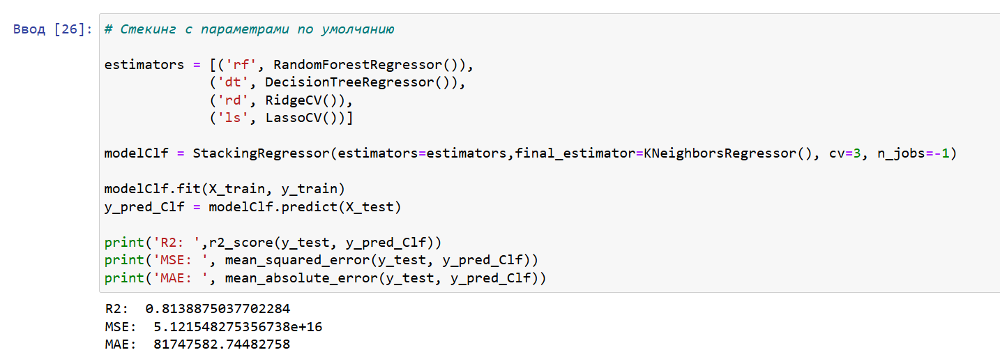 Ввод [26]: # Стекинг с параметрами по умолчанию
estimators = [('rf', RandomForestRegressor()),
('dt', DecisionTreeRegressor()),
('rd', RidgeCV()),
('ls', LassoCV())]
modelClf = StackingRegressor(estimators=estimators,final_estimator=KNeighborsRegressor(), cv=3, n_jobs=-1)
modelClf.fit(X_train, y_train)
y_pred_Clf = modelClf.predict(X_test)
print('R2: ',r2_score(y_test, y_pred_Clf))
print('MSE: ', mean_squared_error(y_test, y_pred_Clf))
print('MAE: ', mean_absolute_error(y_test, y_pred_Clf))
R2:  0.8138875037702284
MSE:  5.121548275356738e+16
MAE:  81747582.74482758